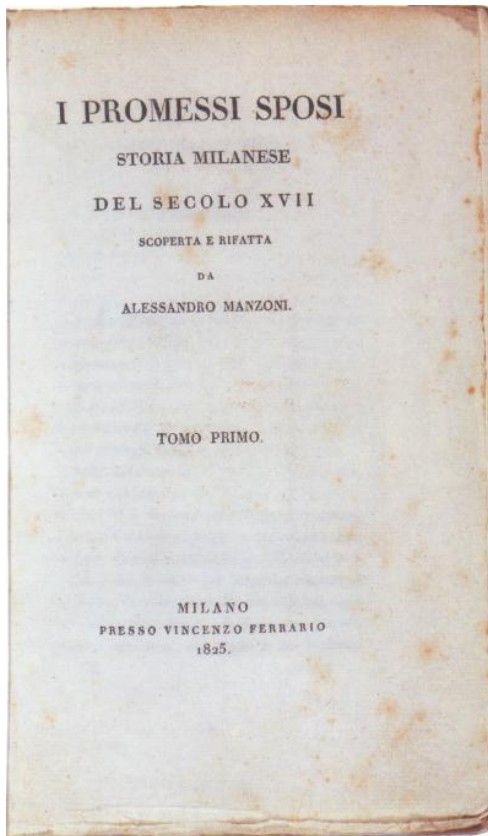 I PROMESSI SPOSI
STORIA MILANESE
DEL SECOLO XVII
SCOPERTA E RIFATTA
DA
ALESSANDRO MANZONI.
TOMO PRIMO.
MILANO
PRESSO VINCENZO FERRARIO
1825.